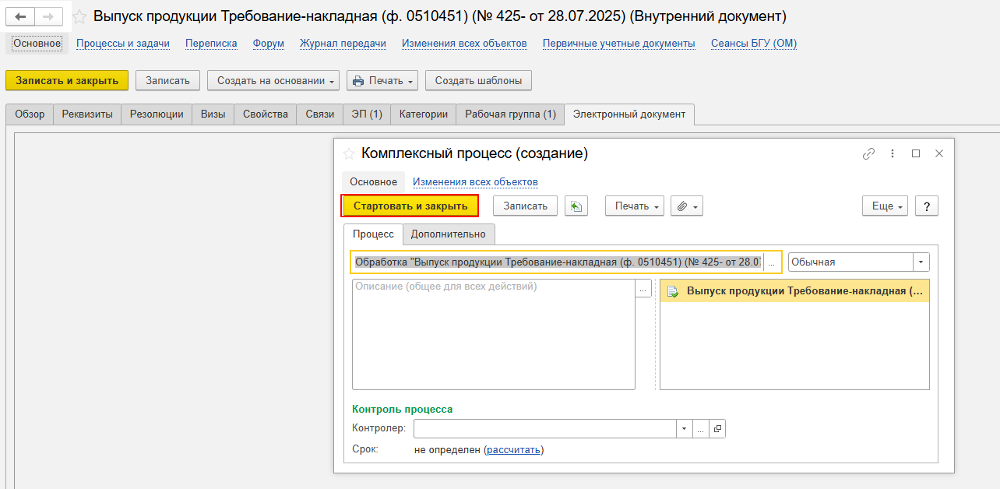 Выпуск продукции Требование-накладная (ф. 0510451) (№ 425- от 28.07.2025) (Внутренний документ)
Основное Процессы и задачи Переписка Форум Журнал передачи Изменения всех объектов Первичные учетные документы Сеансы БГУ (ОМ)
Записать и закрыть Записать Создать на основании Печать Создать шаблоны
Обзор Реквизиты Резолюции Визы Свойства Связи ЭП (1) Категории Рабочая группа (1) Электронный документ
Комплексный процесс (создание)
Основное Изменения всех объектов
Стартовать и закрыть Записать Печать Еще ?
Процесс Дополнительно
Обработка "Выпуск продукции Требование-накладная (ф. 0510451) (№ 425- от 28.0 ... Обычная
Описание (общее для всех действий) ... Выпуск продукции Требование-накладная (...
Контроль процесса
Контролер: ...
Срок: не определен (рассчитать)